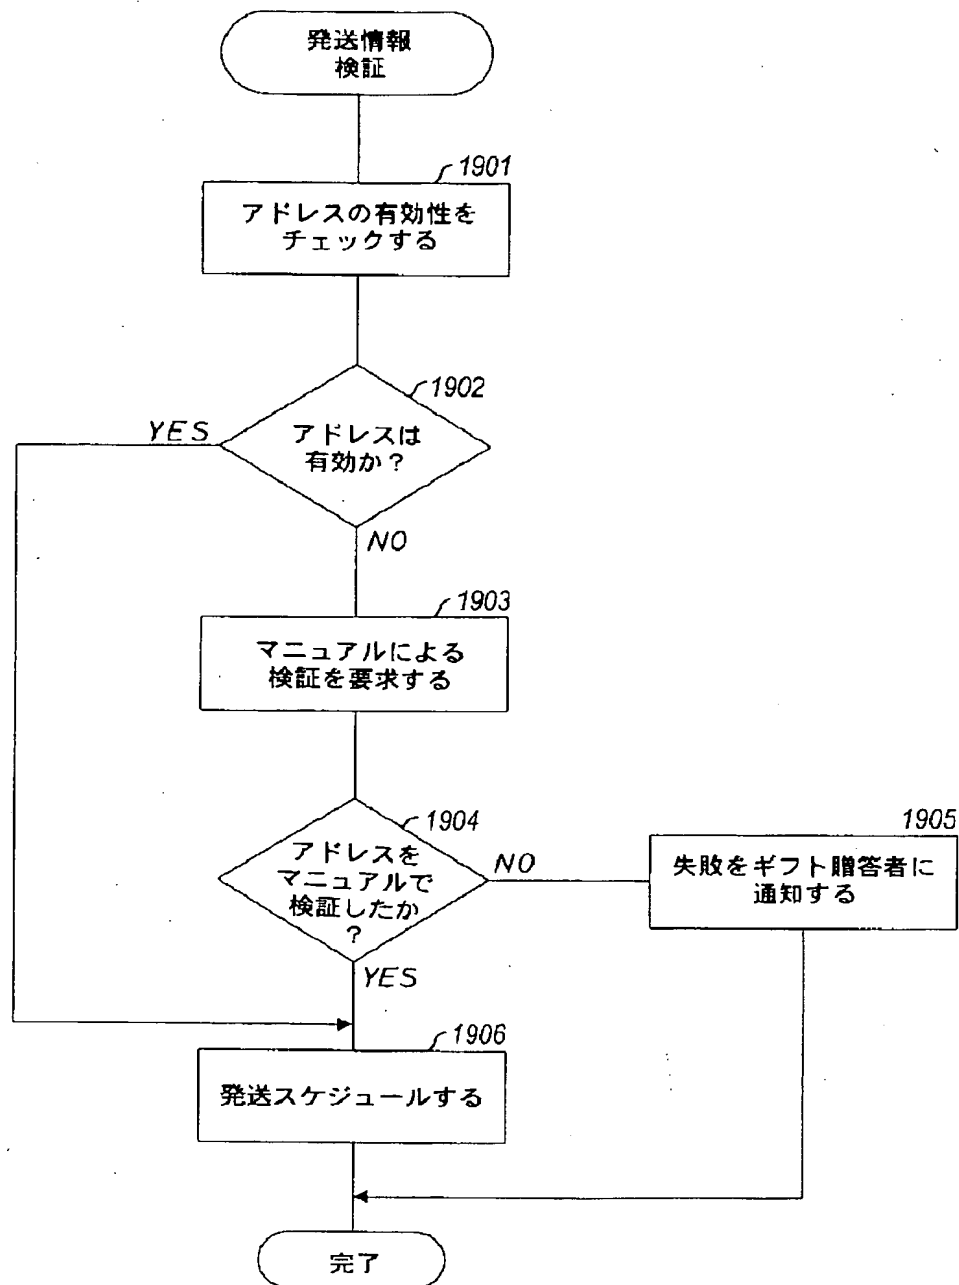 発送情報
検証
1901
アドレスの有効性を
チェックする
1902
YES
アドレスは
有効か？
NO
1903
マニュアルによる
検証を要求する
1904
アドレスを
マニュアルで
検証したか
？
NO
1905
失敗をギフト贈答者に
通知する
YES
1906
発送スケジュールする
完了